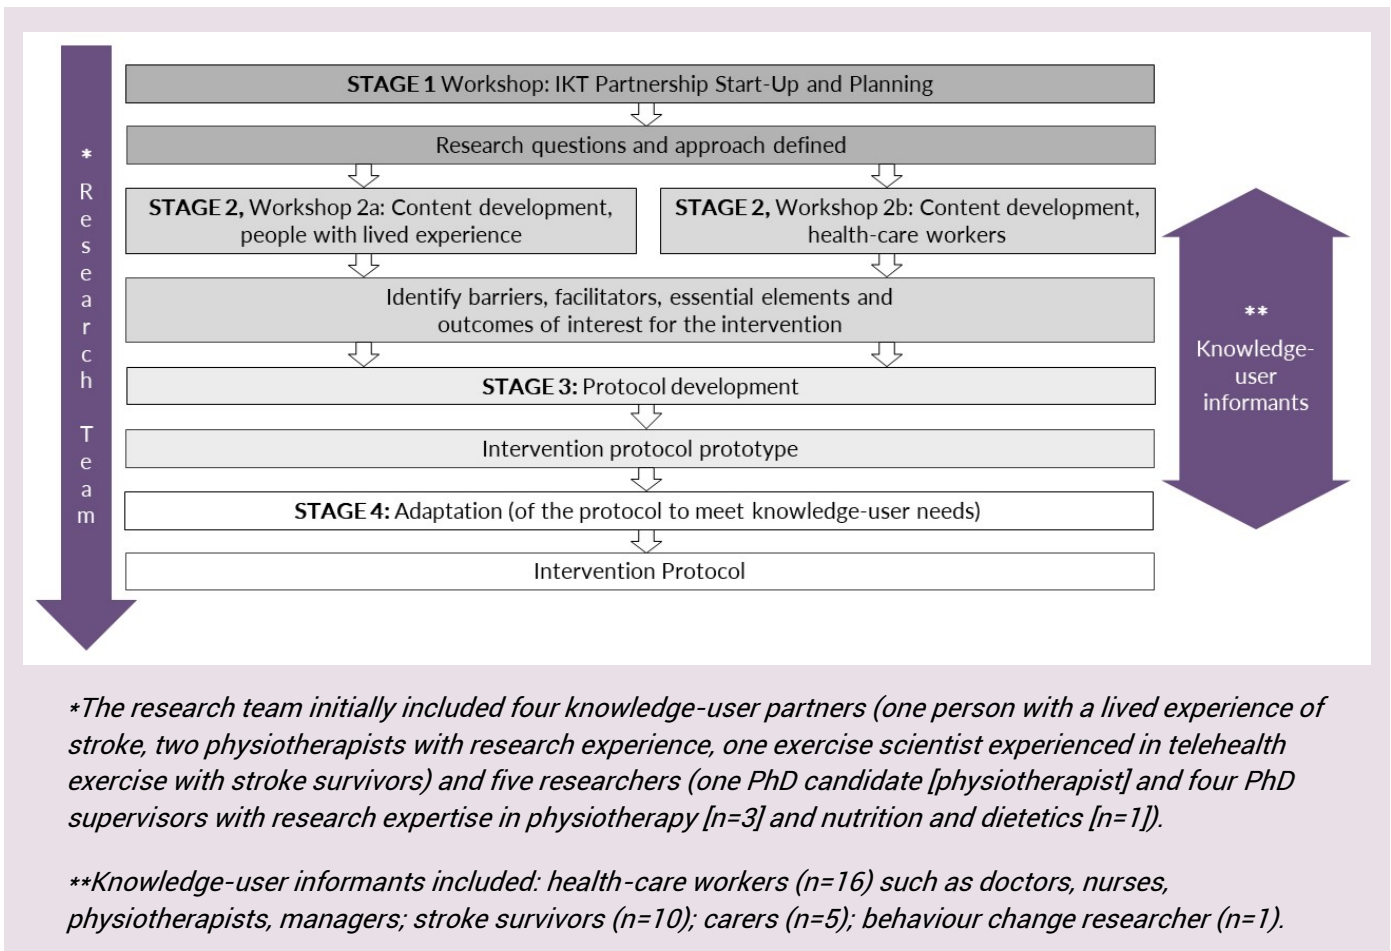 STAGE 1 Workshop: IKT Partnership Start-Up and Planning
Research questions and approach defined
STAGE 2, Workshop 2a: Content development,
people with lived experience
STAGE 2, Workshop 2b: Content development,
health-care workers
Identify barriers, facilitators, essential elements and
outcomes of interest for the intervention
STAGE 3: Protocol development
Intervention protocol prototype
STAGE 4: Adaptation (of the protocol to meet knowledge-user needs)
Intervention Protocol
* Research Team
**
Knowledge-
user
informants
*The research team initially included four knowledge-user partners (one person with a lived experience of
stroke, two physiotherapists with research experience, one exercise scientist experienced in telehealth
exercise with stroke survivors) and five researchers (one PhD candidate [physiotherapist] and four PhD
supervisors with research expertise in physiotherapy [n=3] and nutrition and dietetics [n=1]).
**Knowledge-user informants included: health-care workers (n=16) such as doctors, nurses,
physiotherapists, managers; stroke survivors (n=10); carers (n=5); behaviour change researcher (n=1).